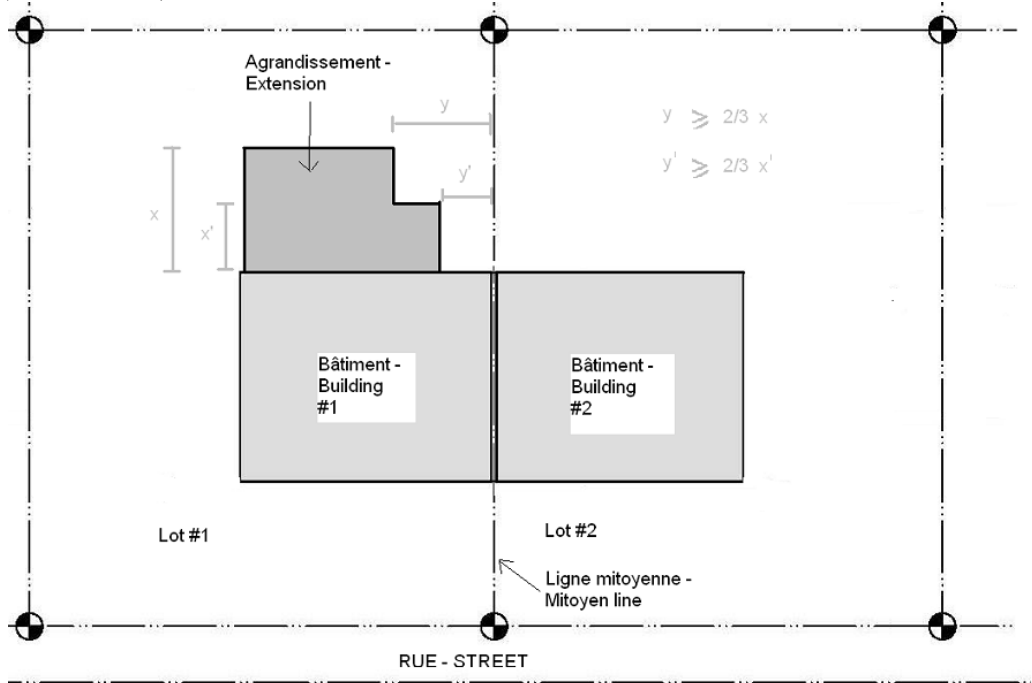 Agrandissement -
Extension
y
y ⩾ 2/3 x
y' ⩾ 2/3 x'
y'
x
x'
Bâtiment -
Building
#1
Bâtiment -
Building
#2
Lot #1
Lot #2
Ligne mitoyenne -
Mitoyen line
RUE - STREET